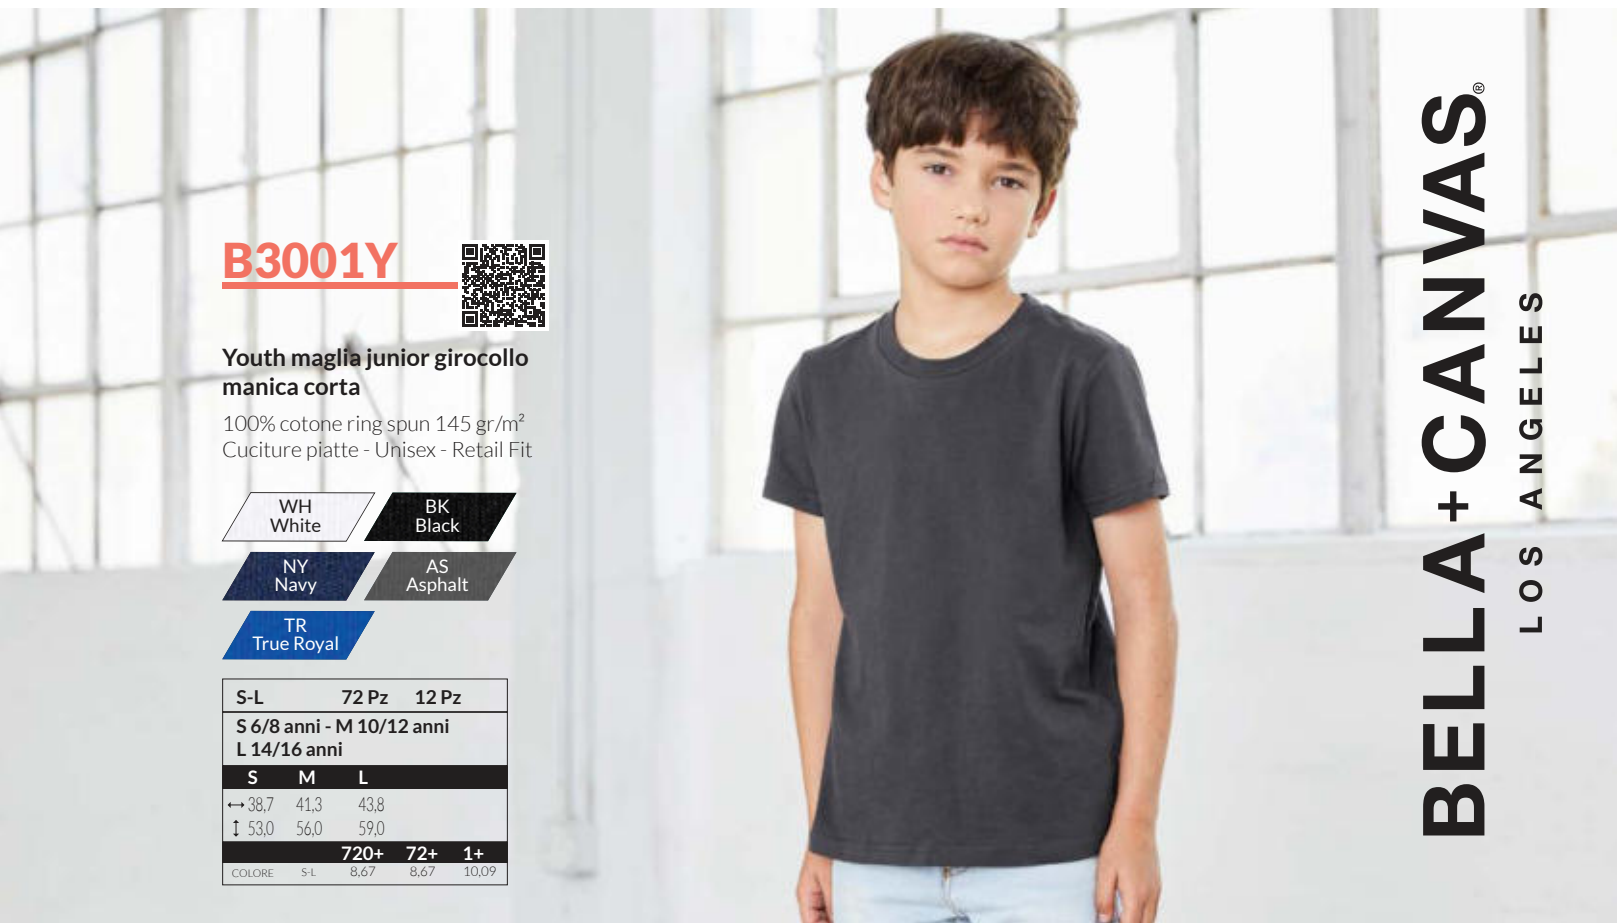 B3001Y
Youth maglia junior girocollo
manica corta
100% cotone ring spun 145 gr/m²
Cuciture piatte - Unisex - Retail Fit
WH
White
BK
Black
NY
Navy
AS
Asphalt
TR
True Royal
S-L 72 Pz 12 Pz
S 6/8 anni - M 10/12 anni
L 14/16 anni
S M L
↔ 38,7 41,3 43,8
↕ 53,0 56,0 59,0
720+ 72+ 1+
COLORE S-L 8,67 8,67 10,09
BELLA+CANVAS®
LOS ANGELES